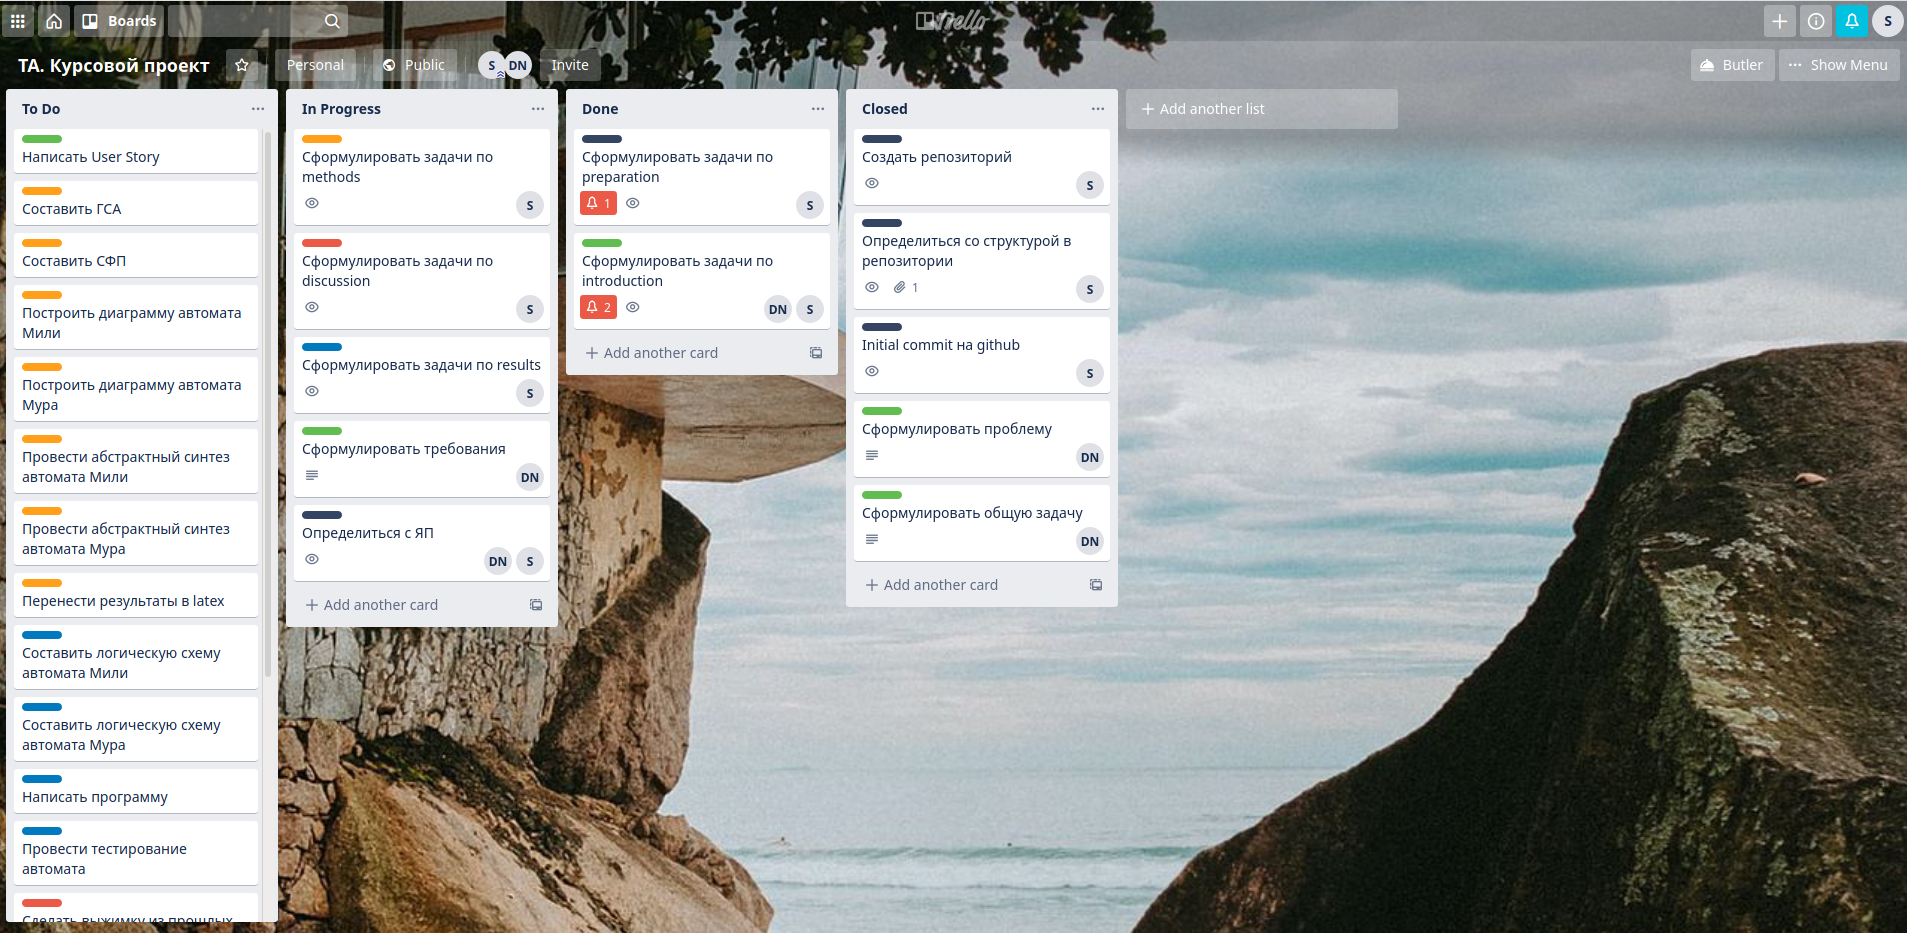 Boards
Trello
S
TA. Курсовой проект
Personal
Public
S
DN
Invite
Butler
Show Menu
To Do
Написать User Story
Составить ГСА
Составить СФП
Построить диаграмму автомата
Мили
Построить диаграмму автомата
Мура
Провести абстрактный синтез
автомата Мили
Провести абстрактный синтез
автомата Мура
Перенести результаты в latex
Составить логическую схему
автомата Мили
Составить логическую схему
автомата Мура
Написать программу
Провести тестирование
автомата
Сделать выжимку из прошлых
In Progress
Сформулировать задачи по
methods
S
Сформулировать задачи по
discussion
S
Сформулировать задачи по results
S
Сформулировать требования
DN
Определиться с ЯП
DN S
Add another card
Done
Сформулировать задачи по
preparation
1
S
Сформулировать задачи по
introduction
2
DN S
Add another card
Closed
Создать репозиторий
S
Определиться со структурой в
репозитории
1
S
Initial commit на github
S
Сформулировать проблему
DN
Сформулировать общую задачу
DN
Add another card
Add another list